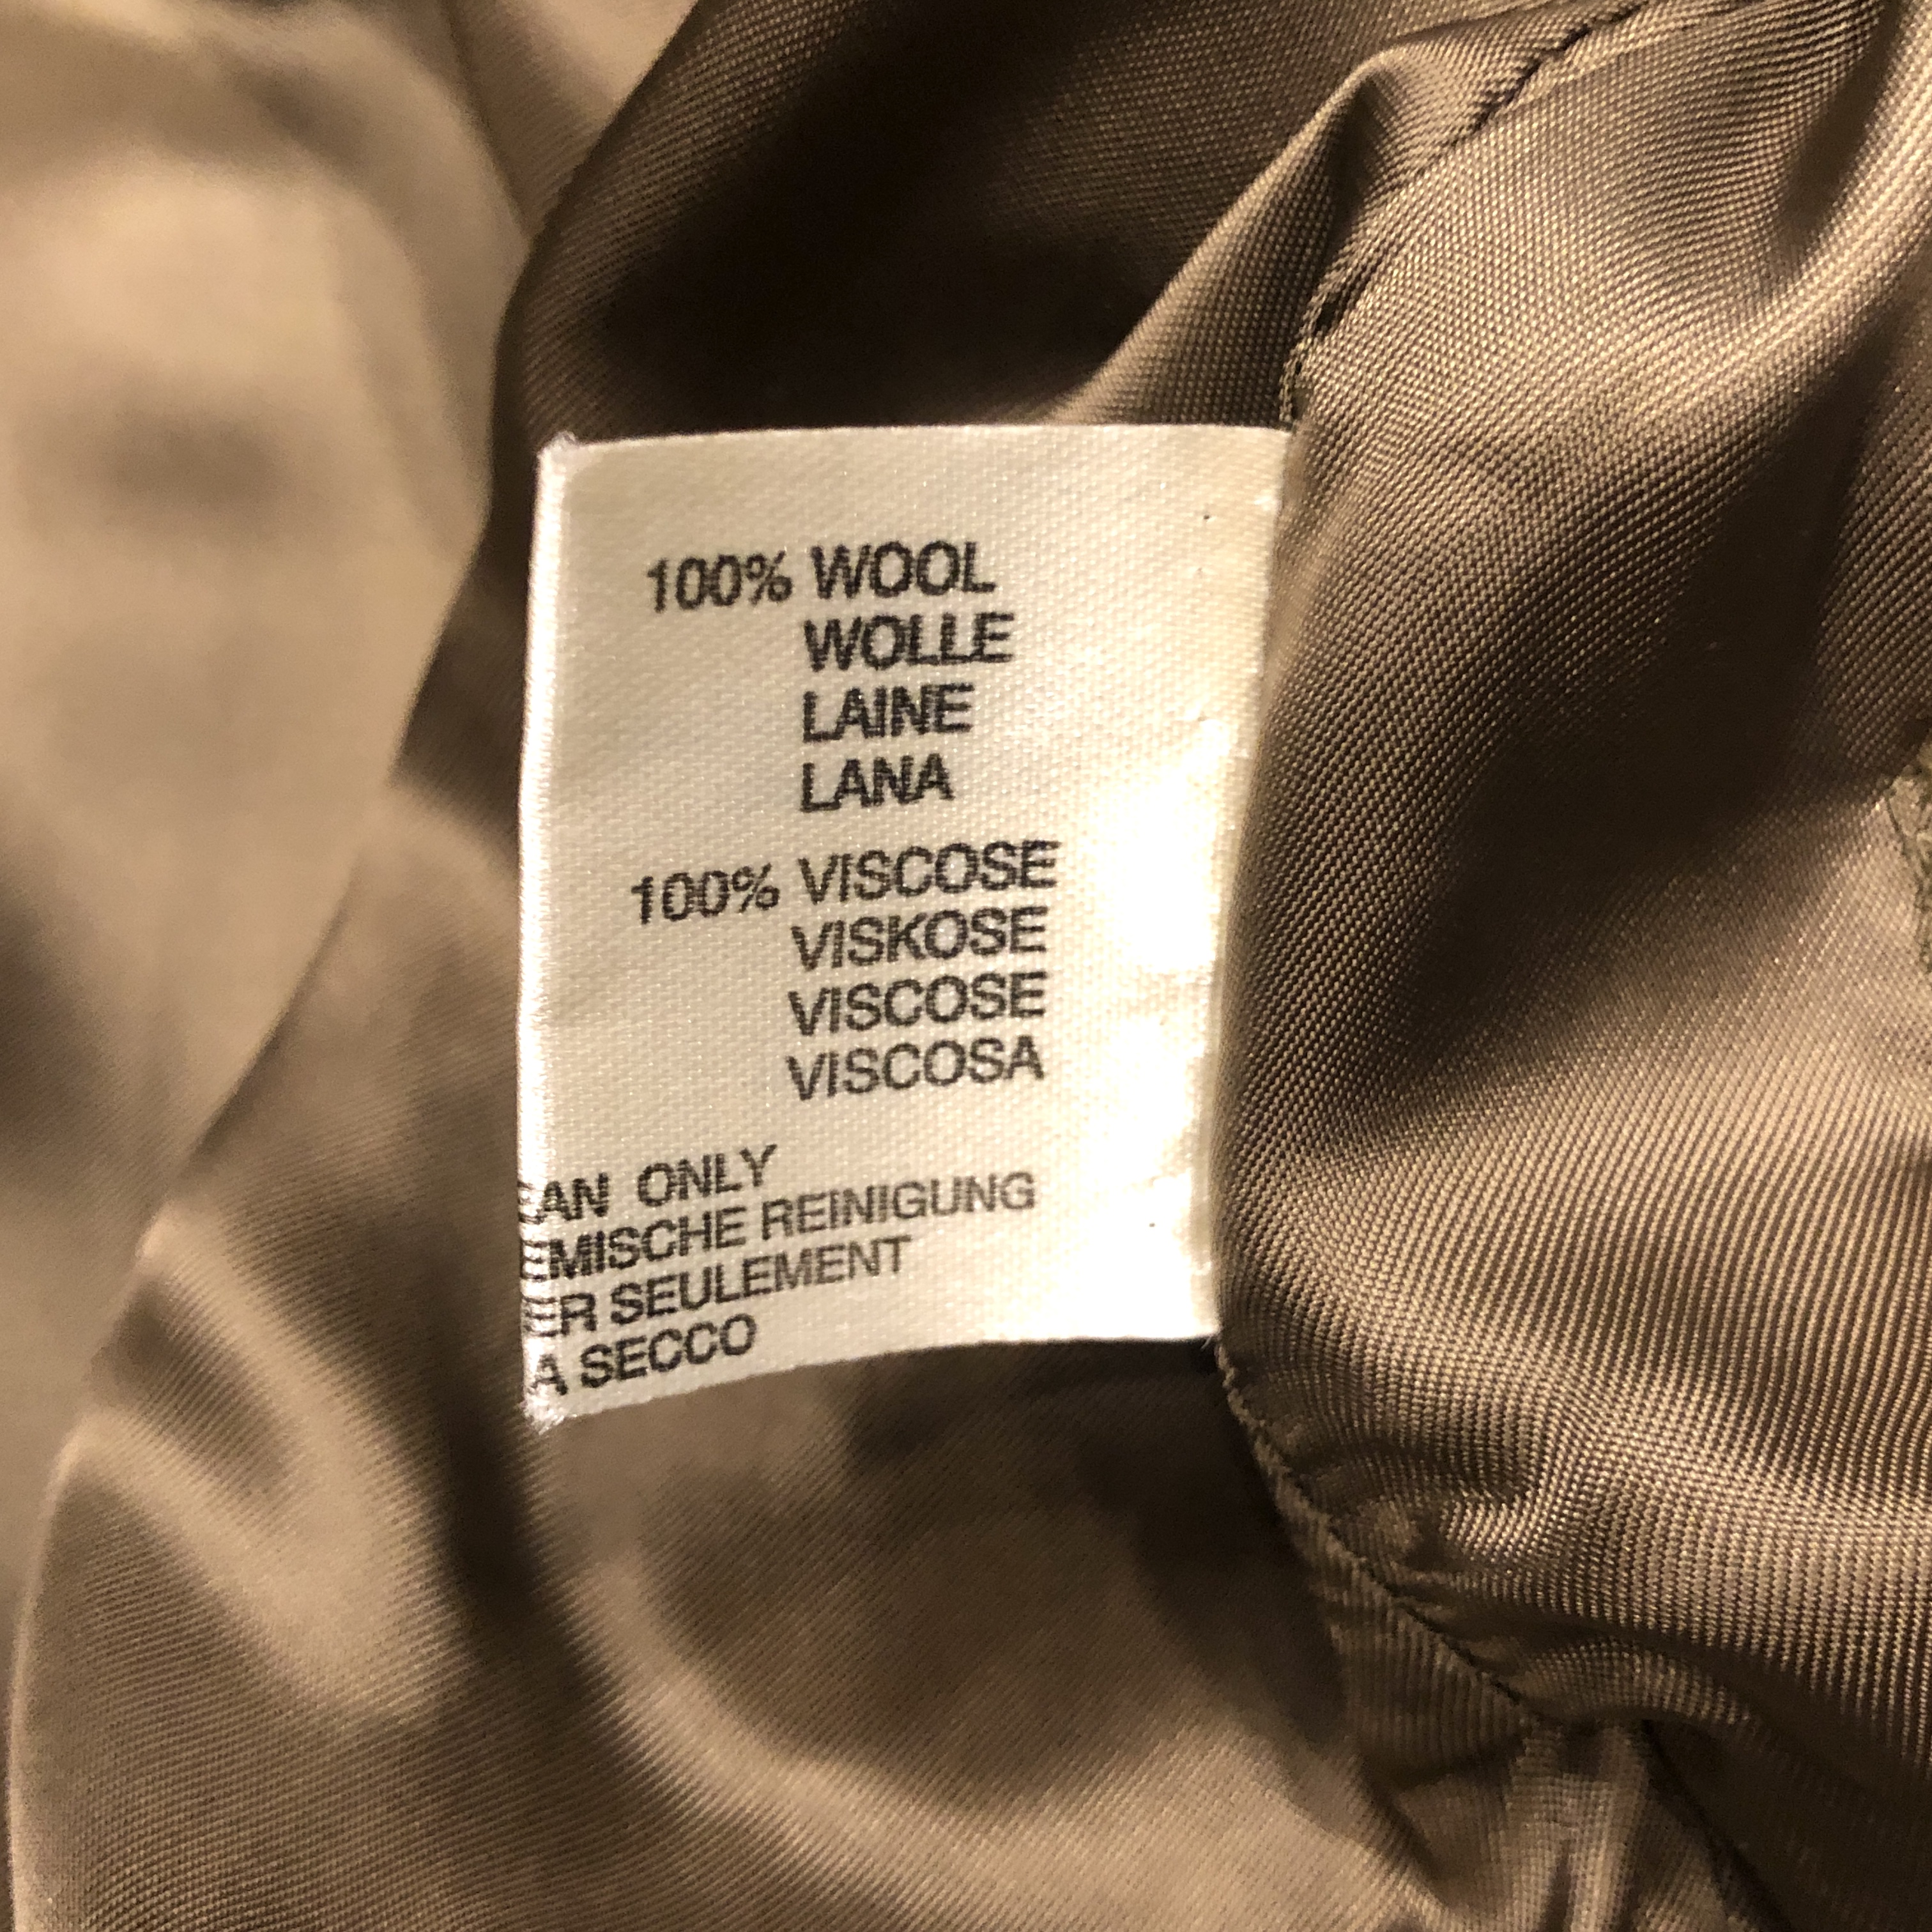 100% WOOL
WOLLE
LAINE
LANA
100% VISCOSE
VISKOSE
VISCOSE
VISCOSA
EAN ONLY
EMISCHE REINIGUNG
ER SEULEMENT
A SECCO